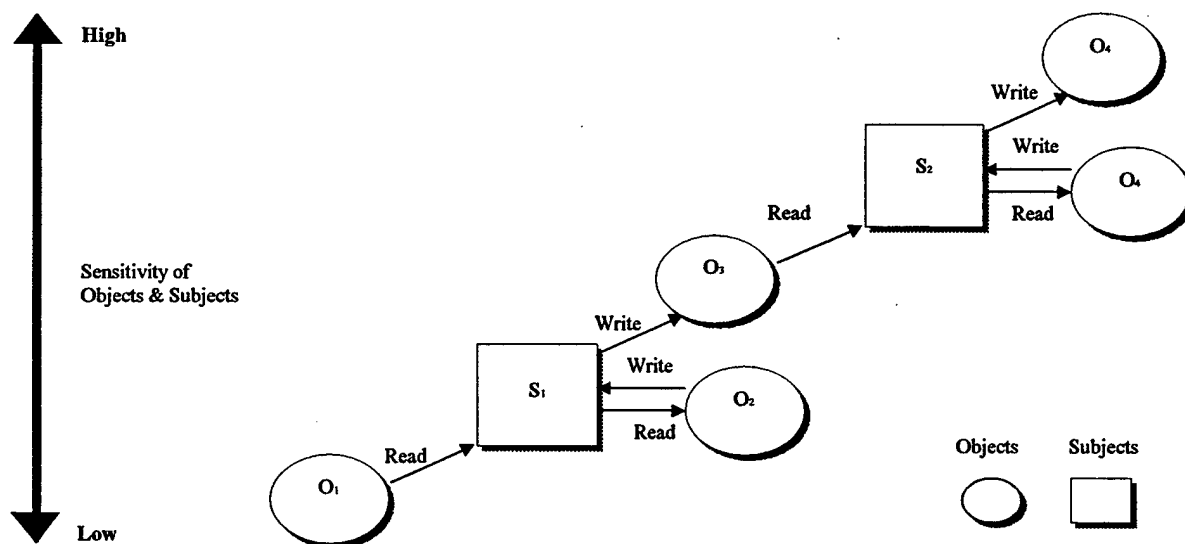 High
O₄
Write
Write
S₂
O₄
Read
Read
O₃
Sensitivity of
Objects & Subjects
Write
Write
S₁
O₂
Read
Read
O₁
Objects
Subjects
Low